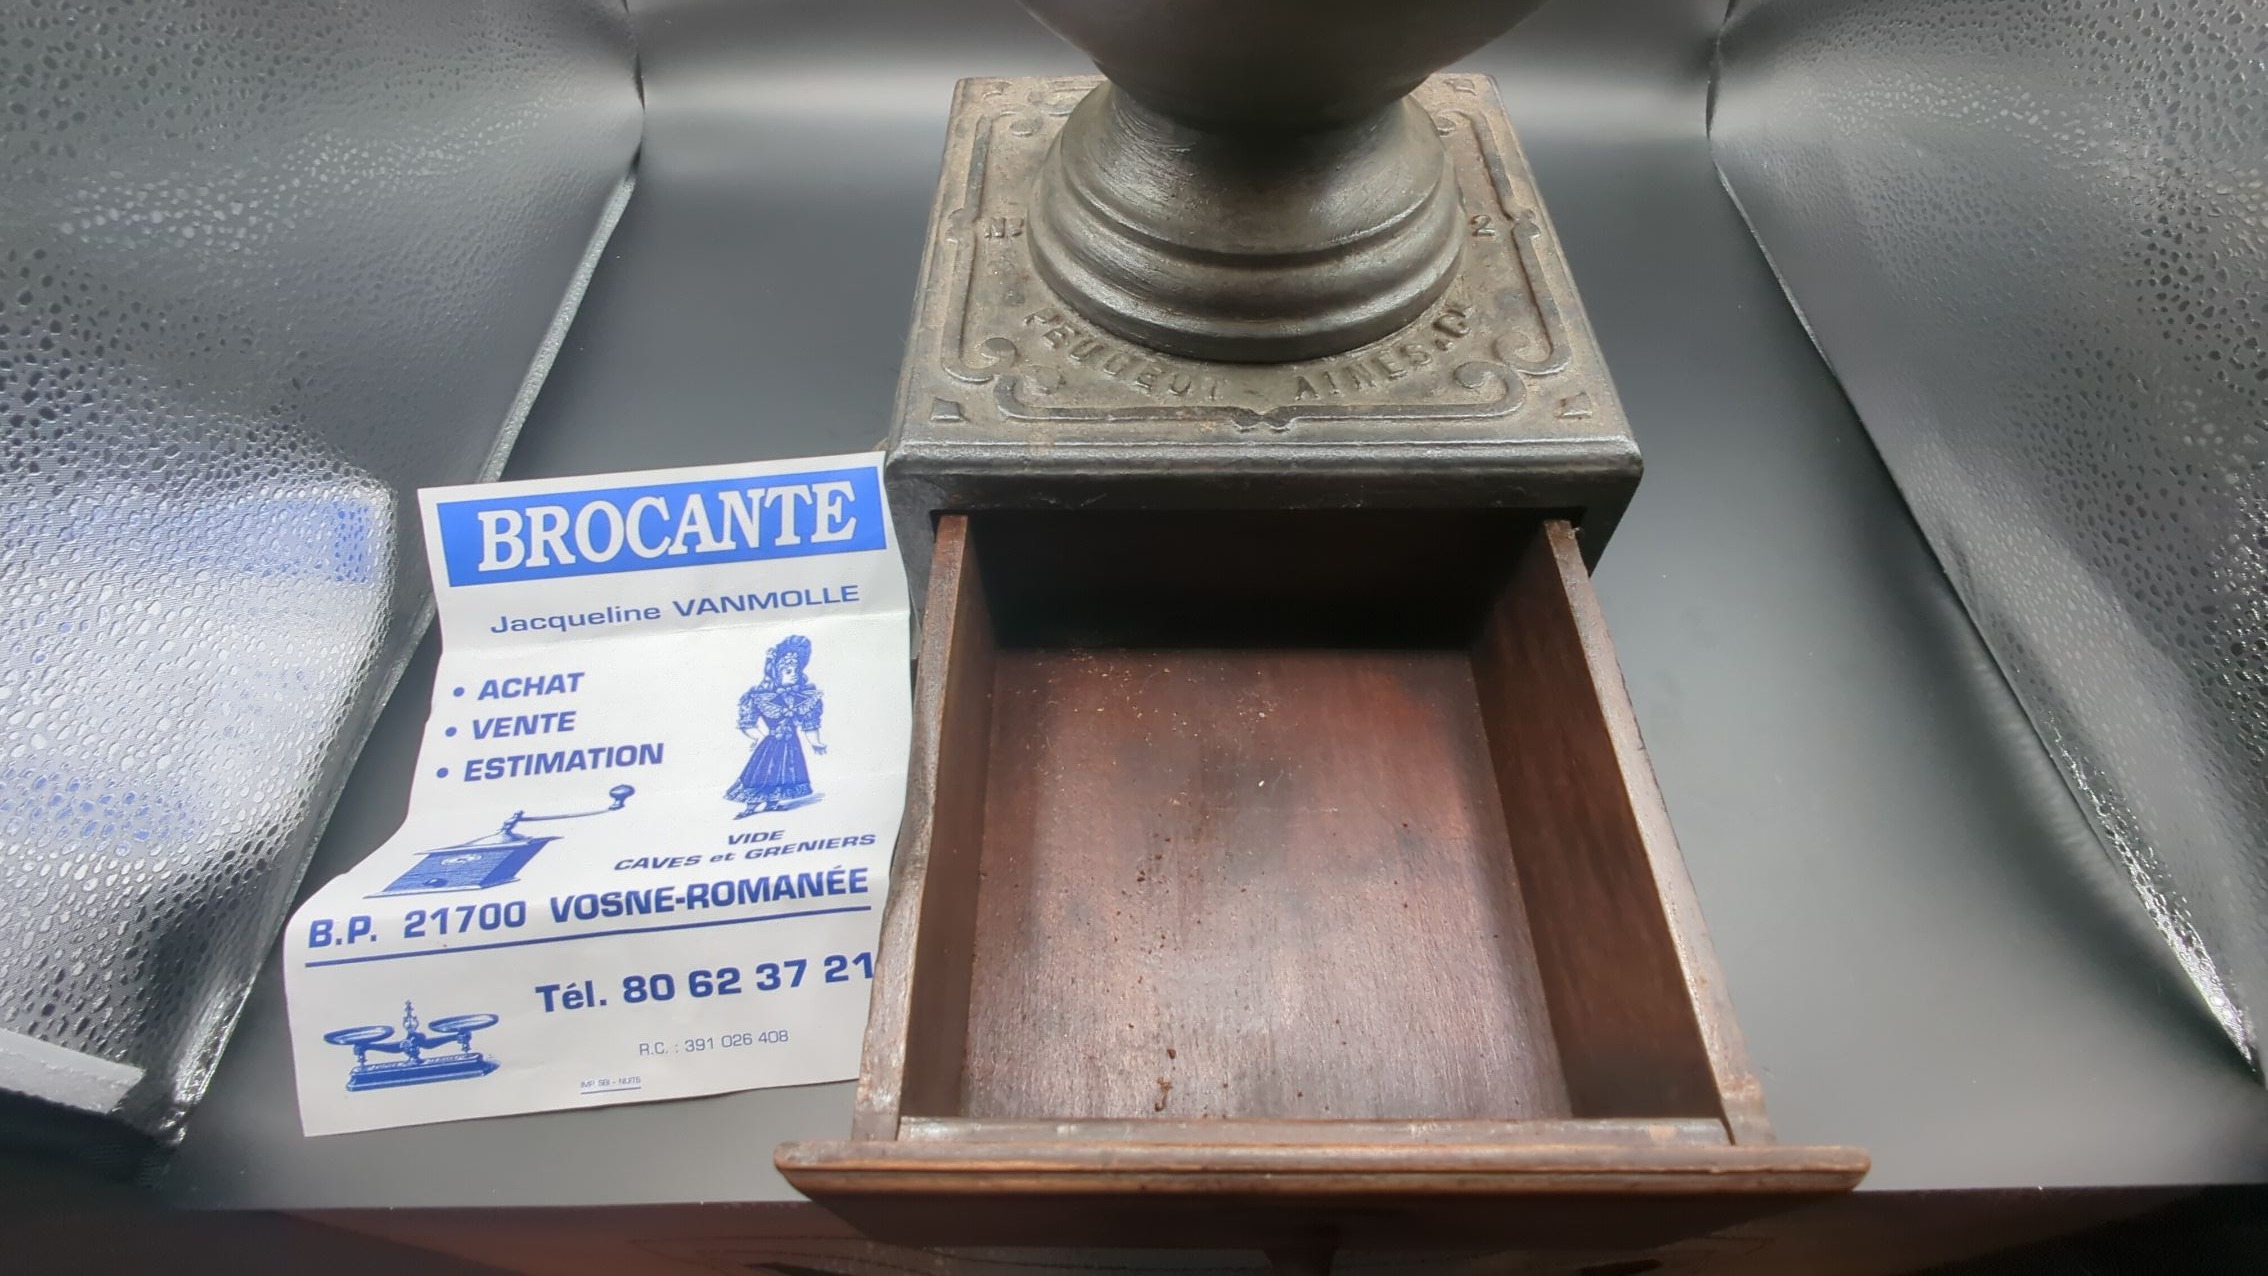 N° 2
PEUGEOT AINES & Cie
BROCANTE
Jacqueline VANMOLLE
• ACHAT
• VENTE
• ESTIMATION
VIDE
CAVES et GRENIERS
B.P. 21700 VOSNE-ROMANÉE
Tél. 80 62 37 21
R.C. : 391 026 408
IMP. SBI - NUITS